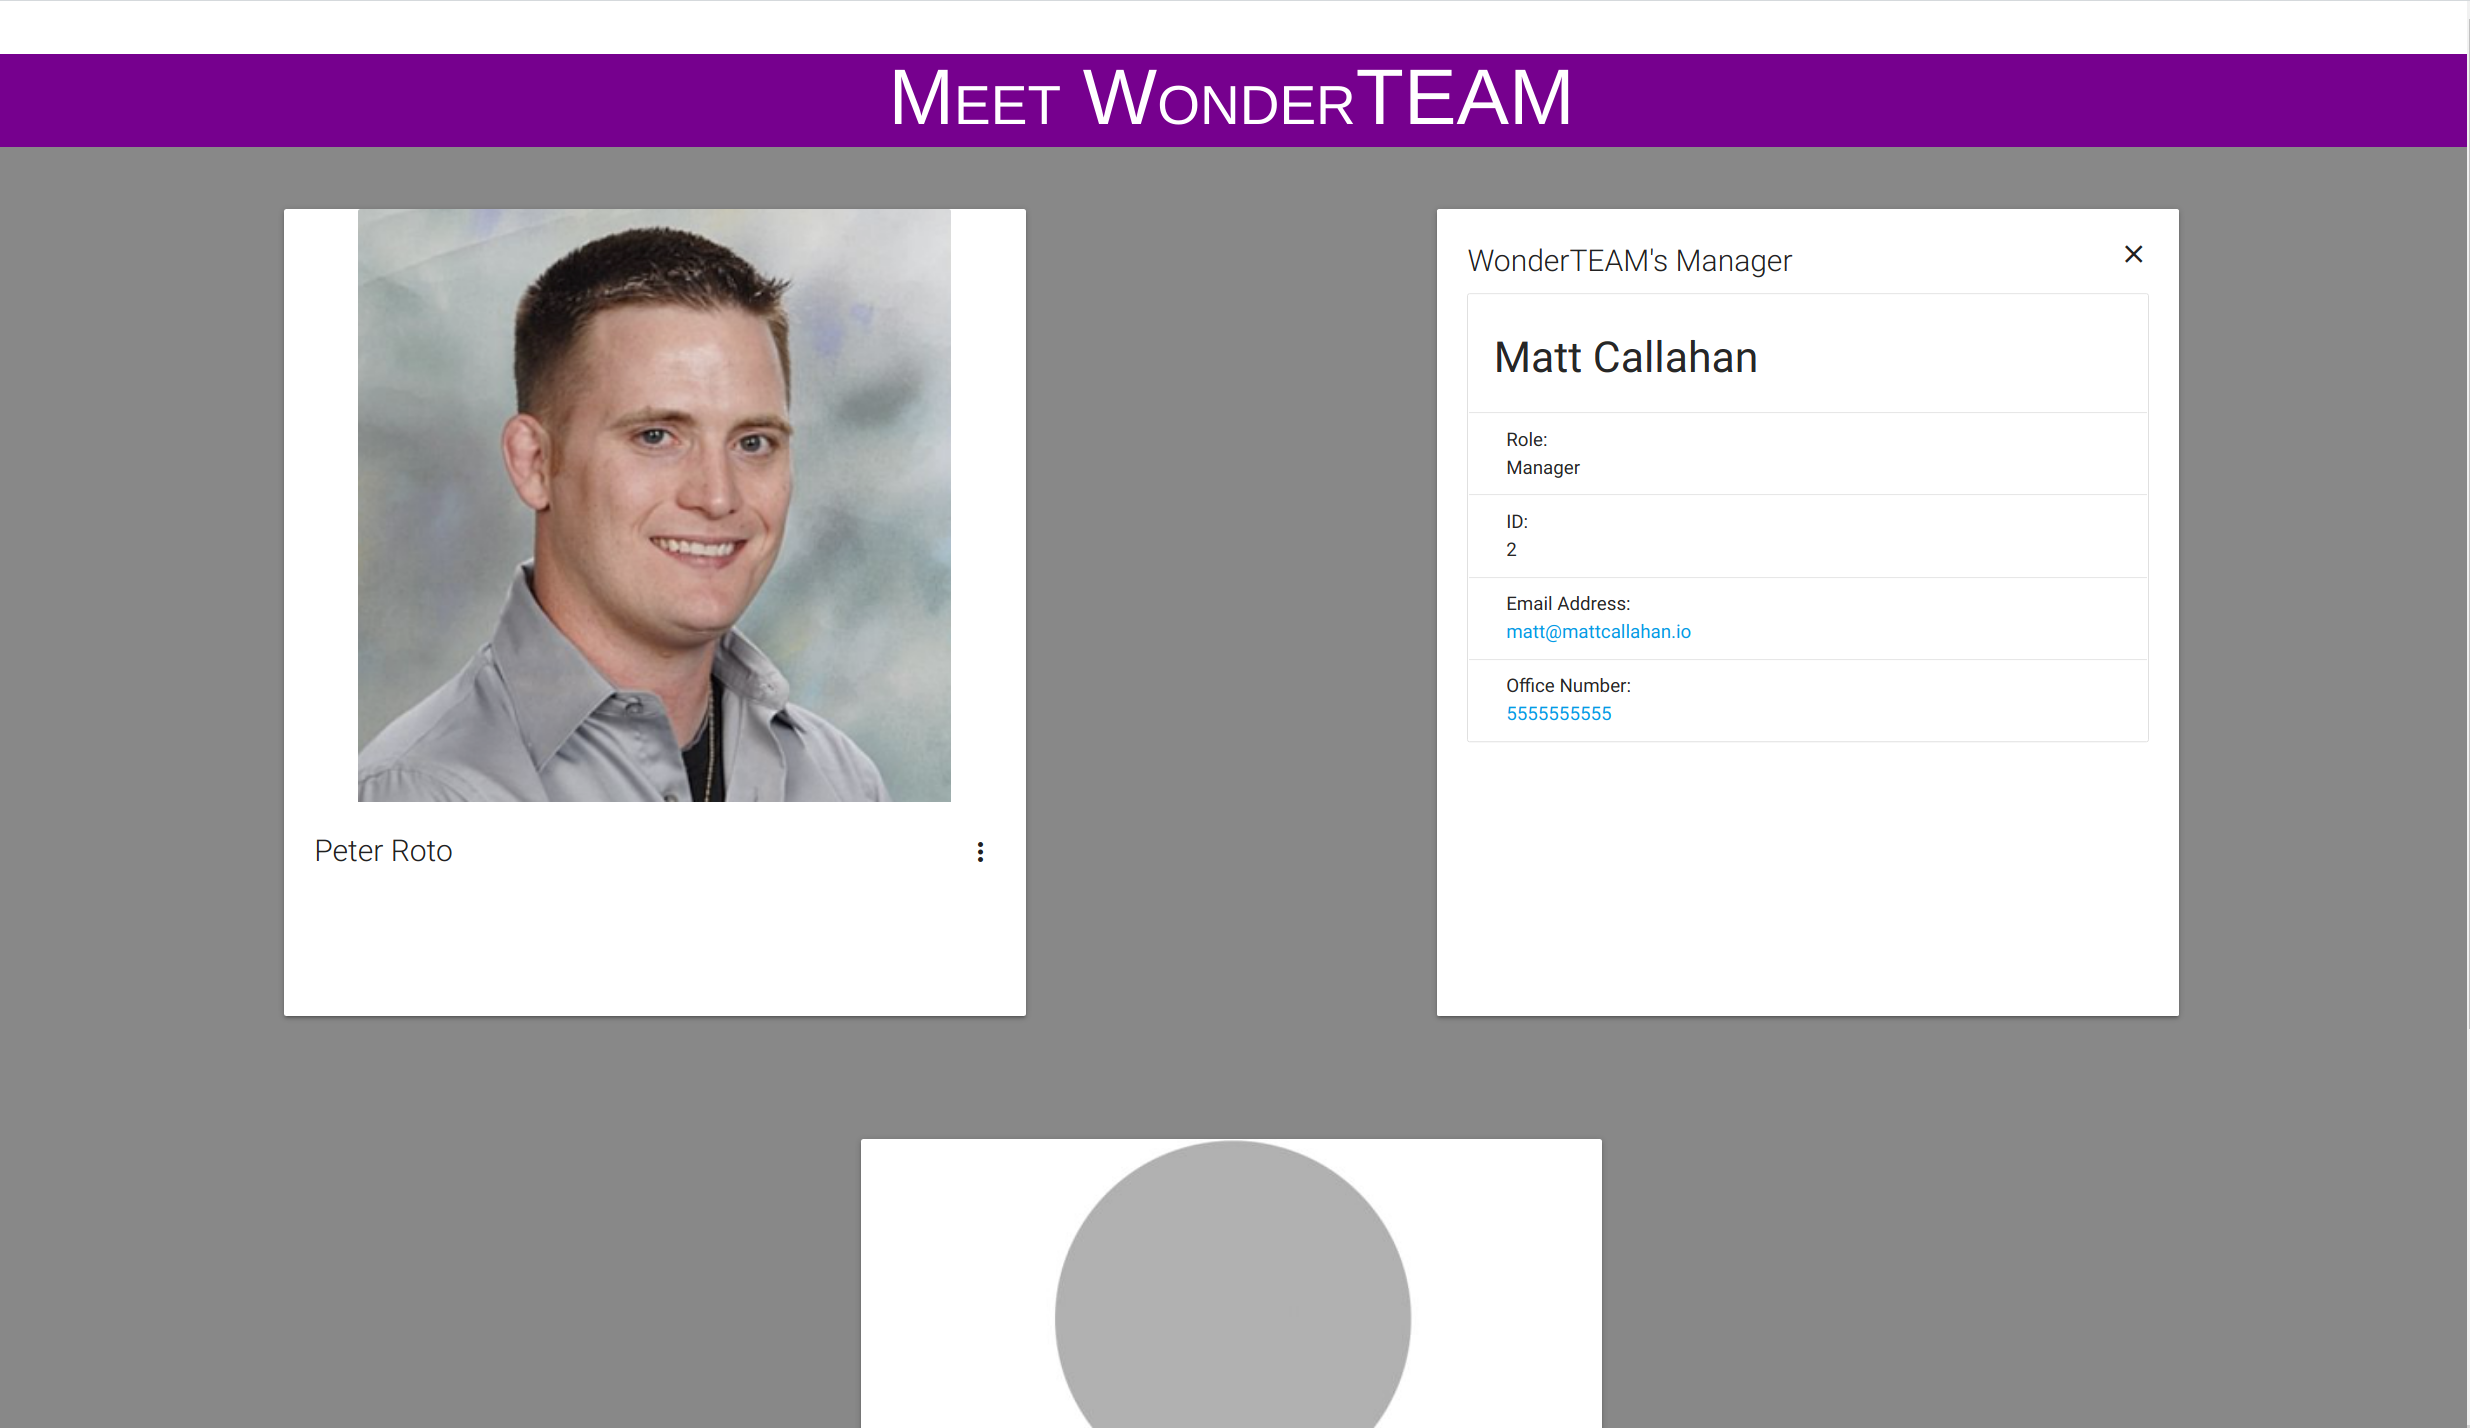 Meet WonderTEAM
Peter Roto
WonderTEAM's Manager
Matt Callahan
Role:
Manager
ID:
2
Email Address:
matt@mattcallahan.io
Office Number:
5555555555